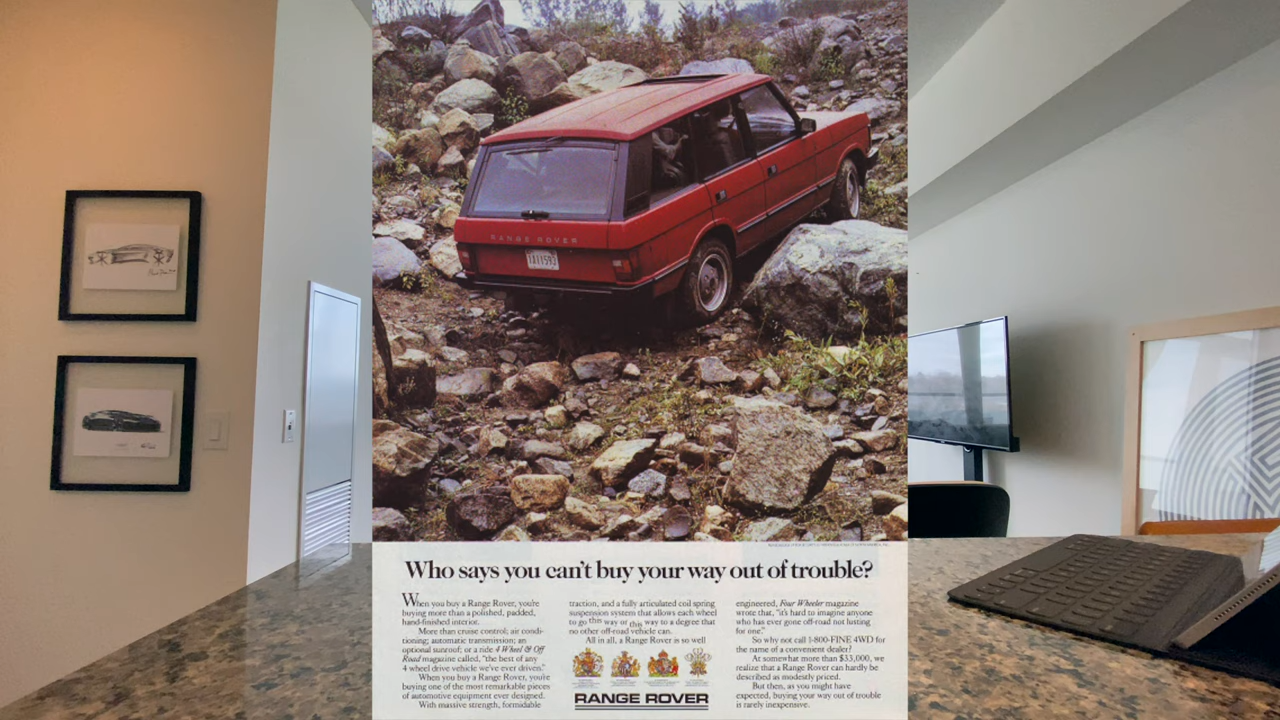 RANGE ROVER
Who says you can't buy your way out of trouble?
When you buy a Range Rover, you're
buying more than a polished, padded,
hand-finished interior.
More than cruise control; air condi-
tioning; automatic transmission; an
optional sunroof; or a ride 4 Wheel & Off
Road magazine called, "the best of any
4 wheel drive vehicle we've ever driven."
When you buy a Range Rover, you're
buying one of the most remarkable pieces
of automotive equipment ever designed.
With massive strength, formidable
traction, and a fully articulated coil spring
suspension system that allows each wheel
to go this way or this way to a degree that
no other off-road vehicle can.
All in all, a Range Rover is so well
RANGE ROVER
engineered, Four Wheeler magazine
wrote that, "it's hard to imagine anyone
who has ever gone off-road not lusting
for one."
So why not call 1-800-FINE 4WD for
the name of a convenient dealer?
At somewhat more than $33,000, we
realize that a Range Rover can hardly be
described as modestly priced.
But then, as you might have
expected, buying your way out of trouble
is rarely inexpensive.